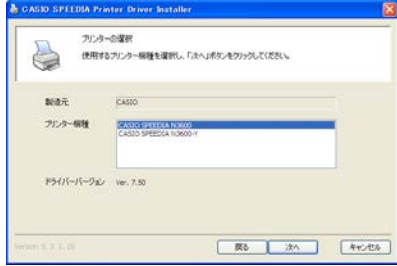 CASIO SPEEDIA Printer Driver Installer
プリンターの選択
使用するプリンター機種を選択し、「次へ」ボタンをクリックしてください。
製造元 CASIO
プリンター機種 CASIO SPEEDIA N3600
CASIO SPEEDIA N3600-Y
ドライバーバージョン Ver. 7.50
戻る 次へ キャンセル